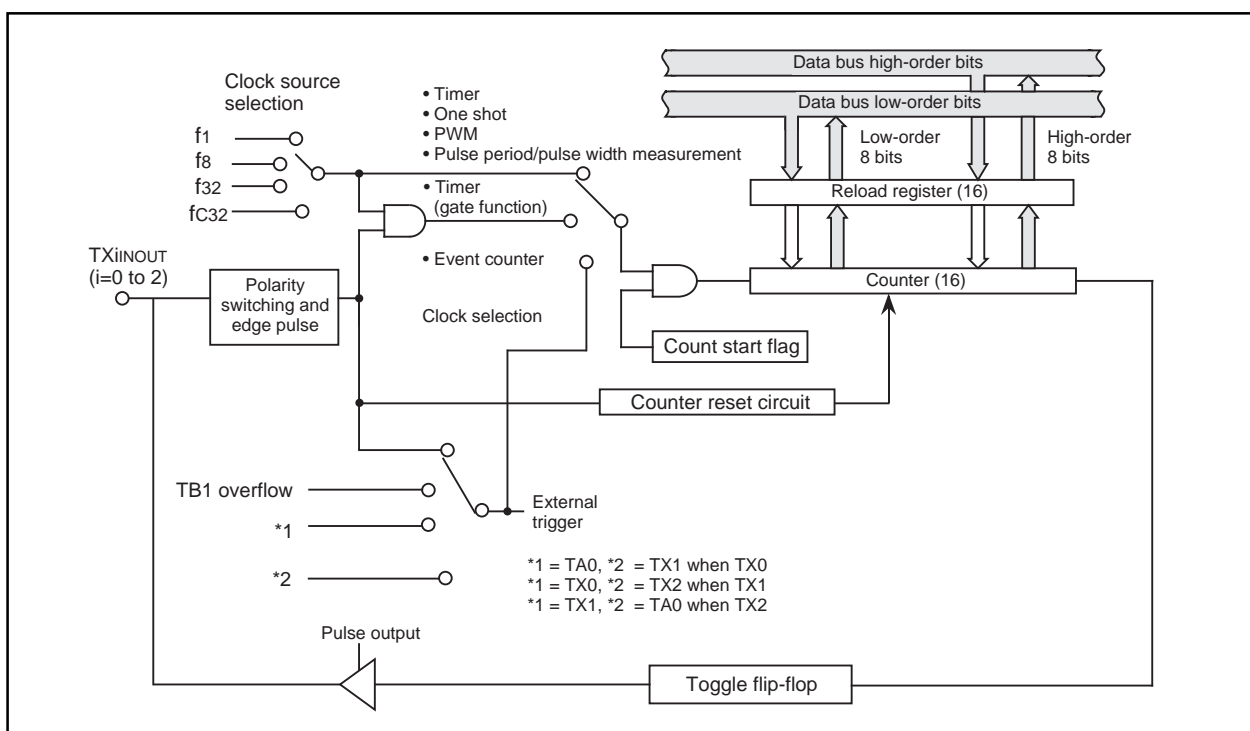 Data bus high-order bits
Data bus low-order bits
Low-order
8 bits
High-order
8 bits
Reload register (16)
Counter (16)
Clock source
selection
f1
f8
f32
fC32
• Timer
• One shot
• PWM
• Pulse period/pulse width measurement
• Timer
(gate function)
• Event counter
Clock selection
TXiINOUT
(i=0 to 2)
Polarity
switching and
edge pulse
Count start flag
Counter reset circuit
TB1 overflow
*1
*2
External
trigger
*1 = TA0, *2 = TX1 when TX0
*1 = TX0, *2 = TX2 when TX1
*1 = TX1, *2 = TA0 when TX2
Pulse output
Toggle flip-flop